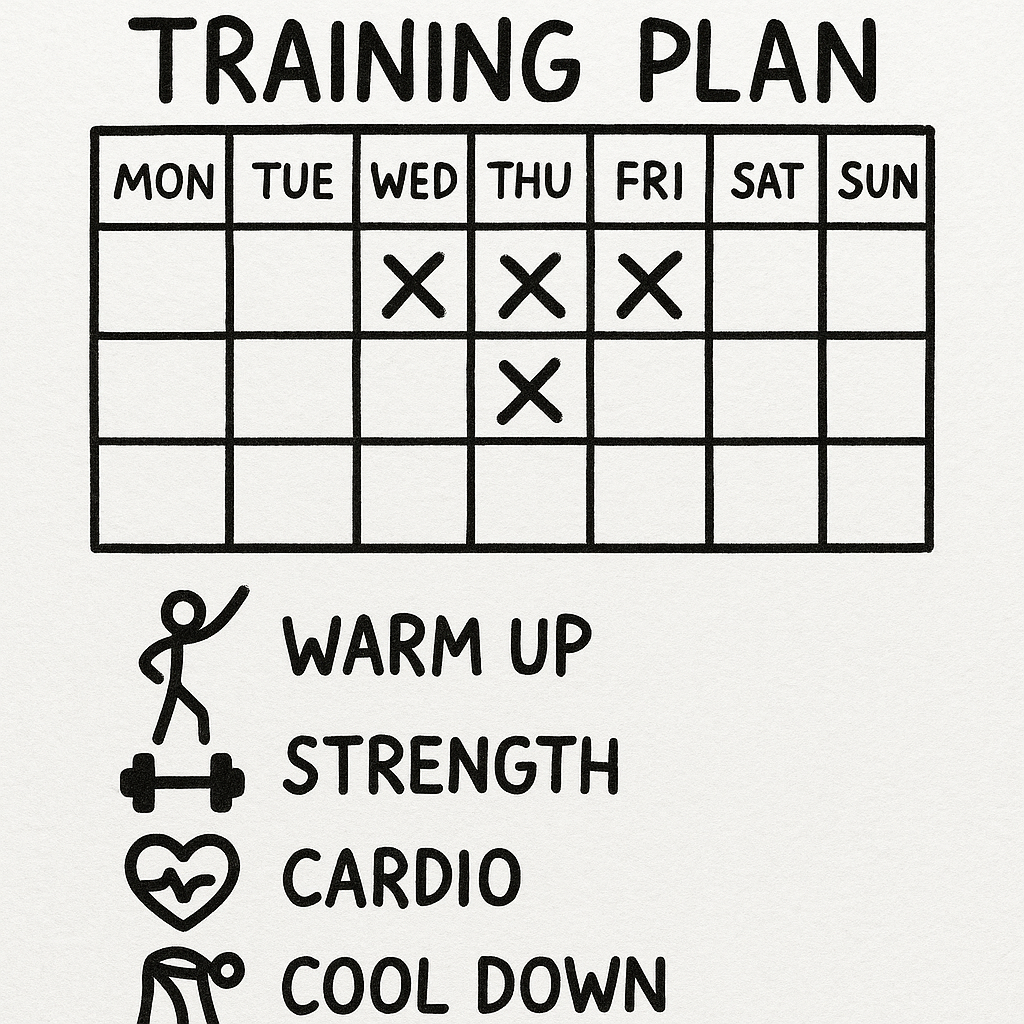 TRAINING PLAN
MON TUE WED THU FRI SAT SUN
X X X
X
WARM UP
STRENGTH
CARDIO
COOL DOWN